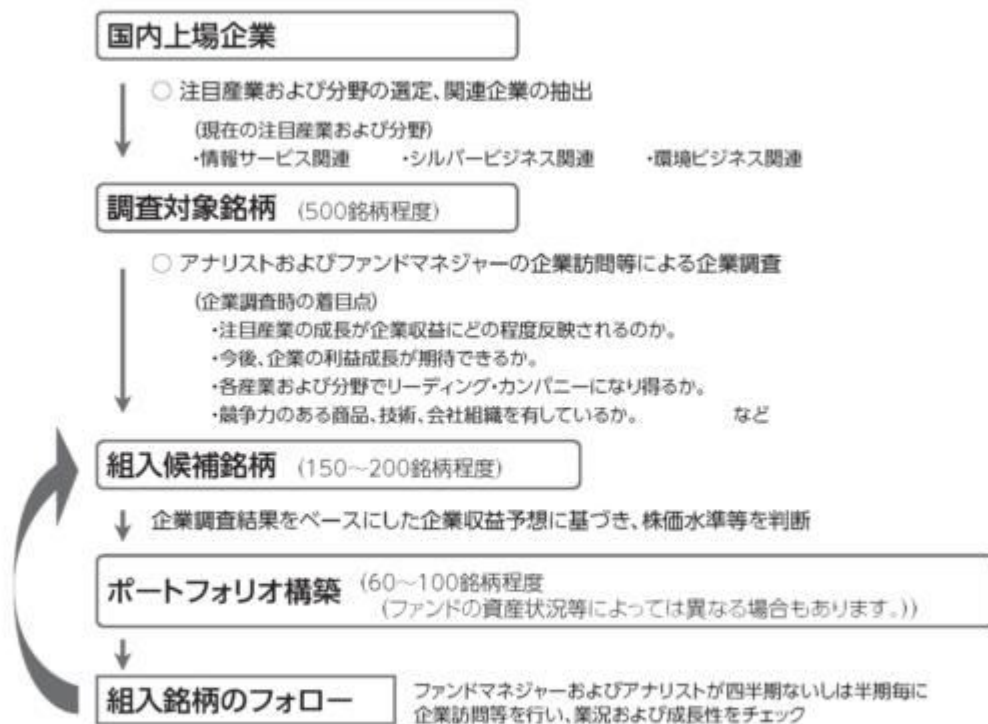 国内上場企業
○ 注目産業および分野の選定、関連企業の抽出
(現在の注目産業および分野)
・情報サービス関連 ・シルバービジネス関連 ・環境ビジネス関連
調査対象銘柄 (500銘柄程度)
○ アナリストおよびファンドマネジャーの企業訪問等による企業調査
(企業調査時の着目点)
・注目産業の成長が企業収益にどの程度反映されるのか。
・今後、企業の利益成長が期待できるか。
・各産業および分野でリーディング・カンパニーになり得るか。
・競争力のある商品、技術、会社組織を有しているか。 など
組入候補銘柄 (150～200銘柄程度)
企業調査結果をベースにした企業収益予想に基づき、株価水準等を判断
ポートフォリオ構築 (60～100銘柄程度
(ファンドの資産状況等によっては異なる場合もあります。))
組入銘柄のフォロー
ファンドマネジャーおよびアナリストが四半期ないしは半期毎に
企業訪問等を行い、業況および成長性をチェック